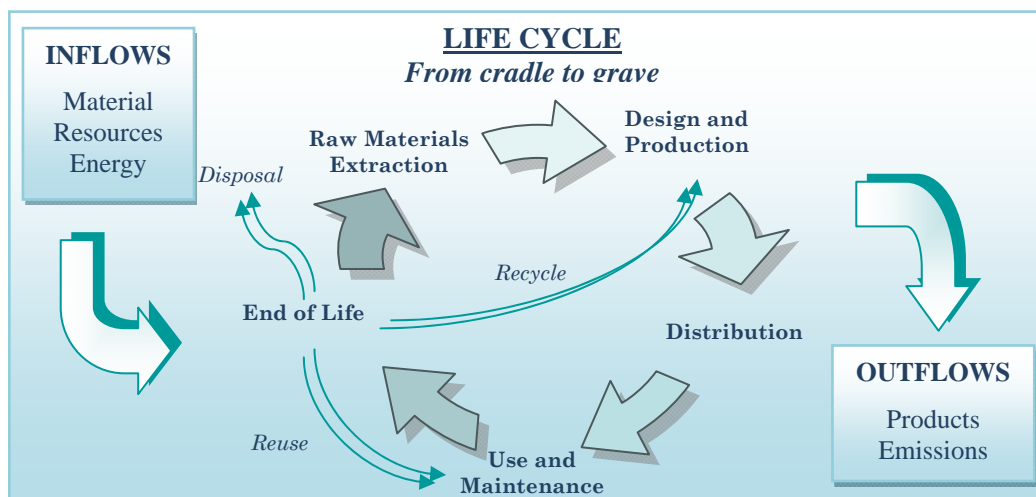 LIFE CYCLE
From cradle to grave
INFLOWS
Material
Resources
Energy
Raw Materials
Extraction
Design and
Production
Disposal
Recycle
End of Life
Distribution
Reuse
Use and
Maintenance
OUTFLOWS
Products
Emissions